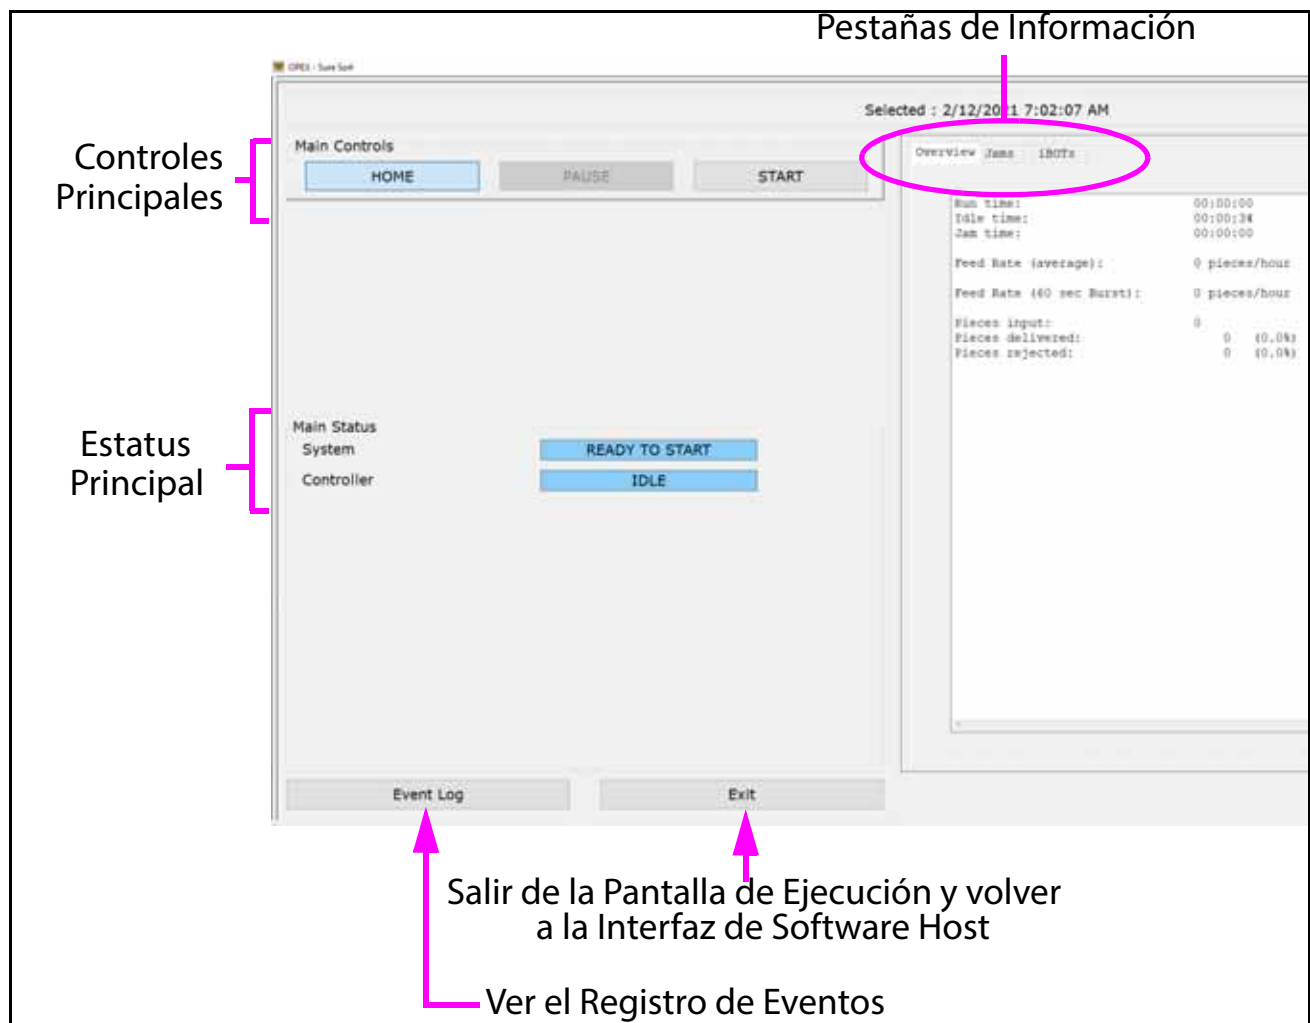 Pestañas de Información
OPEX - Sure Sort
Selected : 2/12/2021 7:02:07 AM
Controles
Principales
Main Controls
HOME PAUSE START
Overview Jams iBOTs
Run time: 00:00:00
Idle time: 00:00:34
Jam time: 00:00:00
Feed Rate (average): 0 pieces/hour
Feed Rate (60 sec Burst): 0 pieces/hour
Pieces input: 0
Pieces delivered: 0 (0.0%)
Pieces rejected: 0 (0.0%)
Estatus
Principal
Main Status
System READY TO START
Controller IDLE
Event Log Exit
Salir de la Pantalla de Ejecución y volver
a la Interfaz de Software Host
Ver el Registro de Eventos